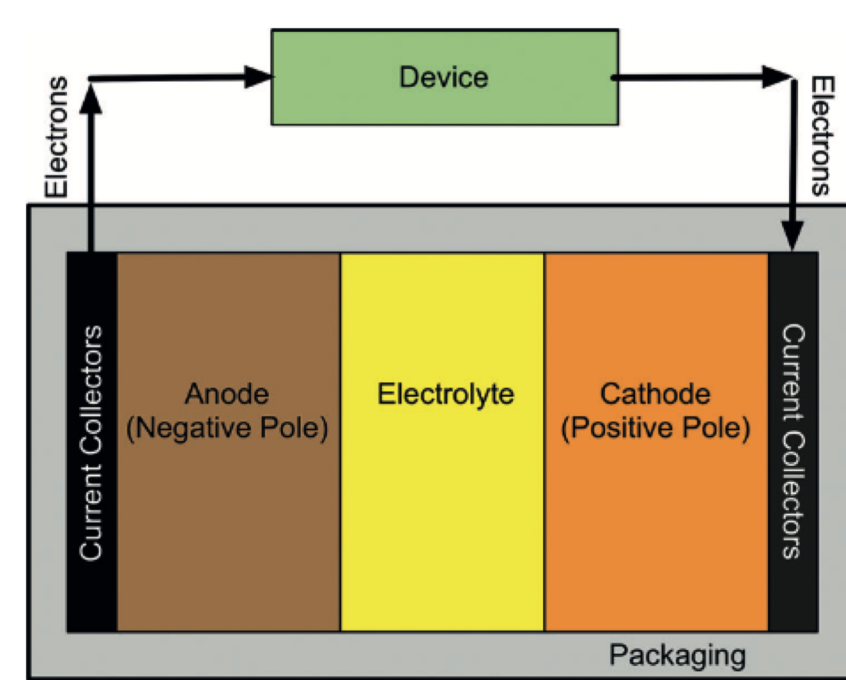 Device
Electrons
Electrons
Current Collectors
Anode
(Negative Pole)
Electrolyte
Cathode
(Positive Pole)
Current Collectors
Packaging